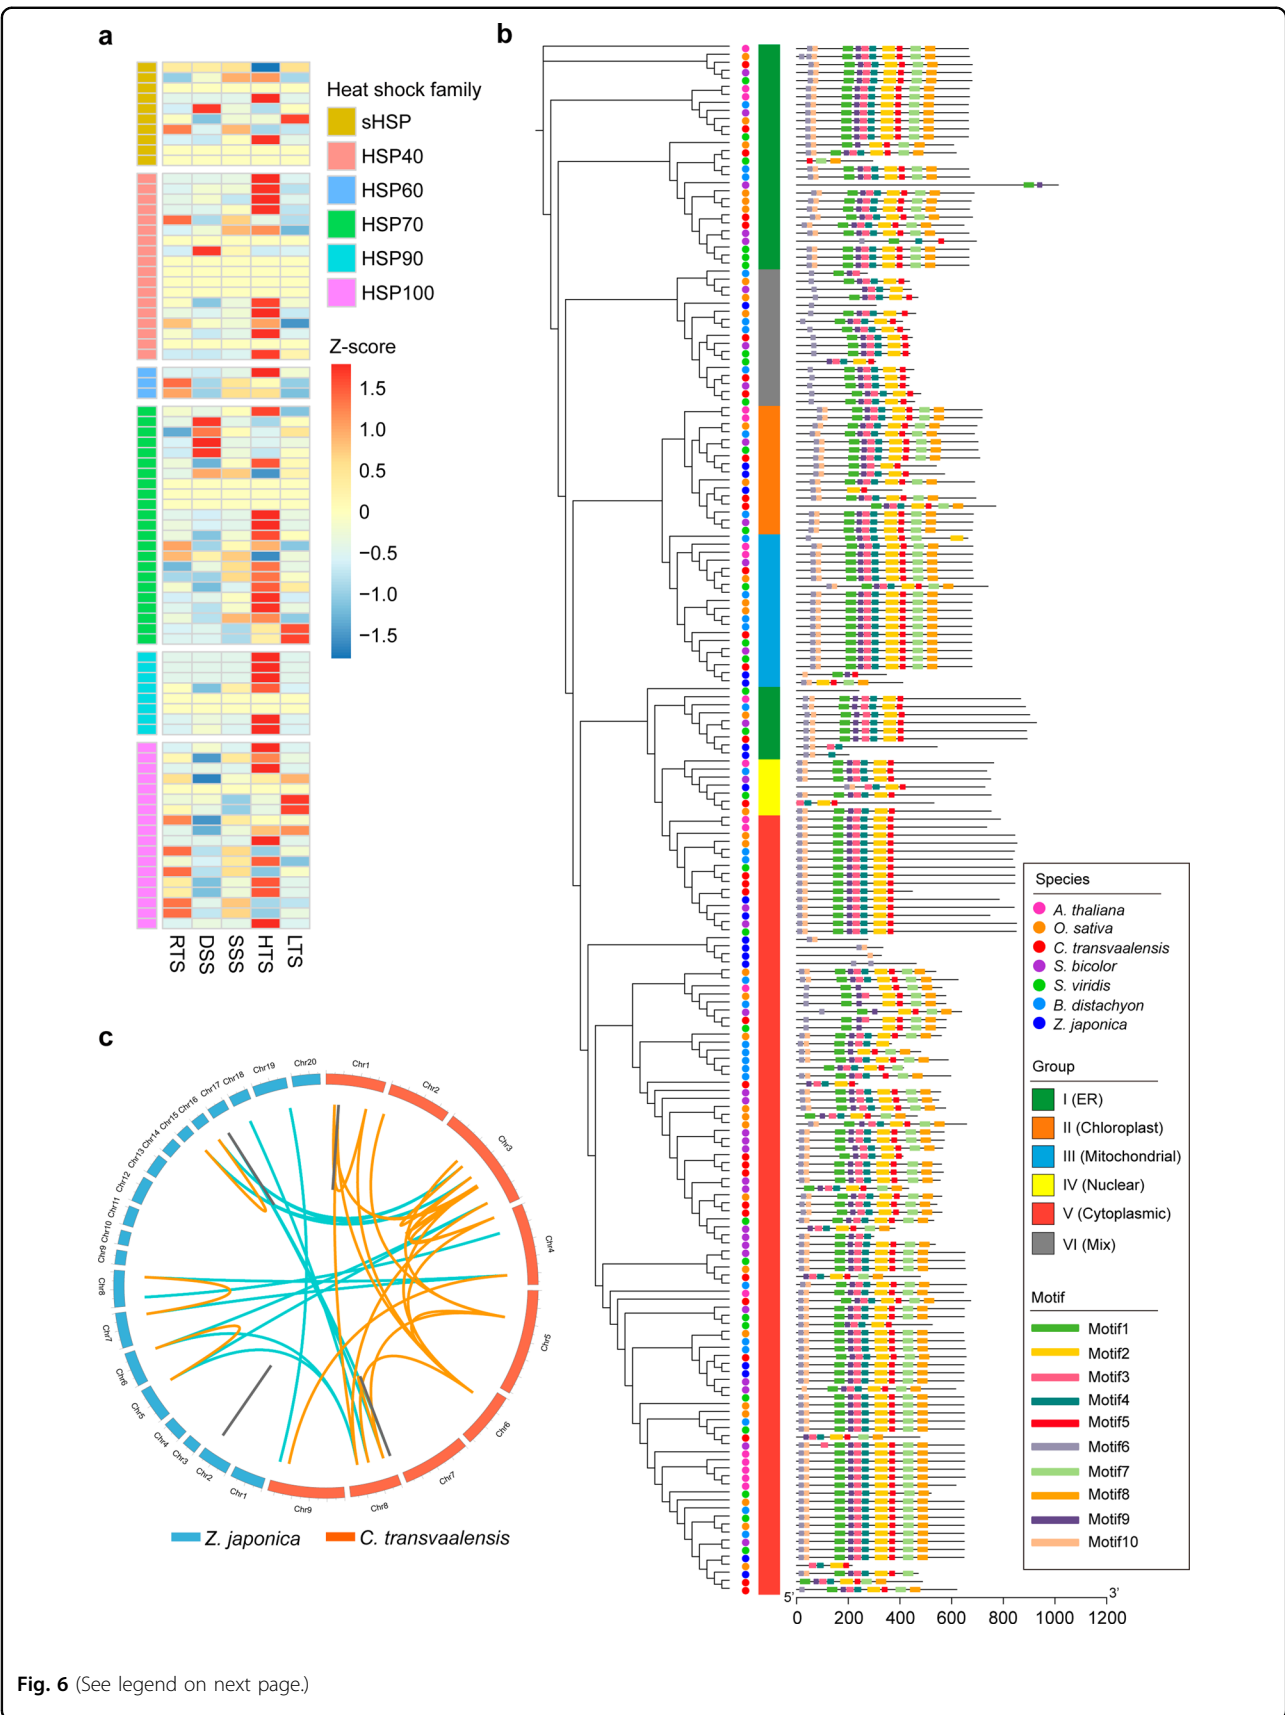 a
Heat shock family
sHSP
HSP40
HSP60
HSP70
HSP90
HSP100
Z-score
1.5
1.0
0.5
0
−0.5
−1.0
−1.5
RTS
DSS
SSS
HTS
LTS
b
Species
A. thaliana
O. sativa
C. transvaalensis
S. bicolor
S. viridis
B. distachyon
Z. japonica
Group
I (ER)
II (Chloroplast)
III (Mitochondrial)
IV (Nuclear)
V (Cytoplasmic)
VI (Mix)
Motif
Motif1
Motif2
Motif3
Motif4
Motif5
Motif6
Motif7
Motif8
Motif9
Motif10
5’
3’
0 200 400 600 800 1000 1200
c
Chr1
Chr2
Chr3
Chr4
Chr5
Chr6
Chr7
Chr8
Chr9
Chr1
Chr2
Chr3
Chr4
Chr5
Chr6
Chr7
Chr8
Chr9
Chr10
Chr11
Chr12
Chr13
Chr14
Chr15
Chr16
Chr17
Chr18
Chr19
Chr20
Z. japonica
C. transvaalensis
Fig. 6 (See legend on next page.)